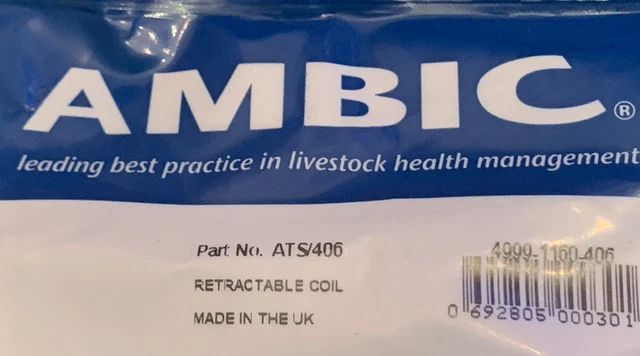 AMBIC®
leading best practice in livestock health management
Part No. ATS/406
RETRACTABLE COIL
MADE IN THE UK
4999-1160-406
0 692805 000301